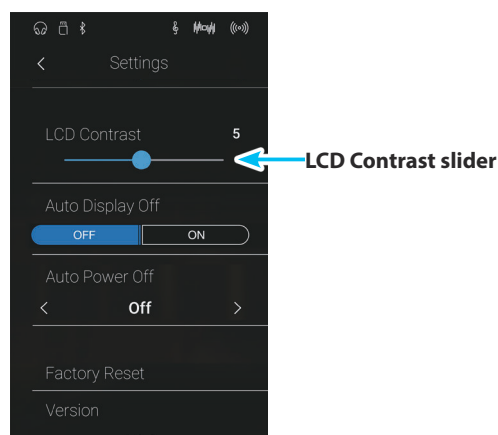 Settings
LCD Contrast 5
LCD Contrast slider
Auto Display Off
OFF ON
Auto Power Off
Off
Factory Reset
Version